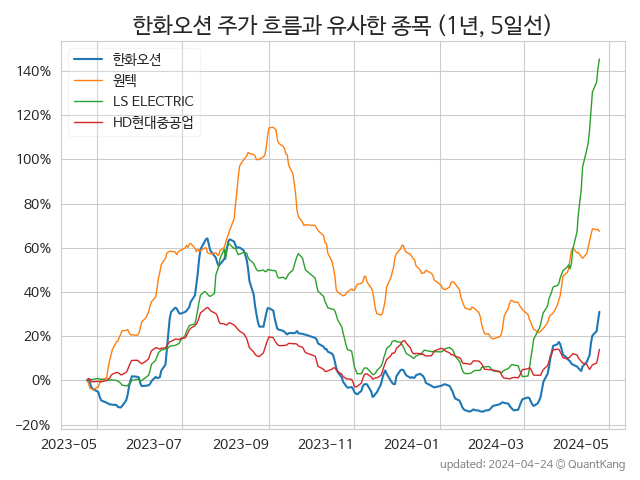 한화오션 주가 흐름과 유사한 종목 (1년, 5일선)
한화오션
원텍
LS ELECTRIC
HD현대중공업
140%
120%
100%
80%
60%
40%
20%
0%
−20%
2023-05 2023-07 2023-09 2023-11 2024-01 2024-03 2024-05
updated: 2024-04-24 © QuantKang